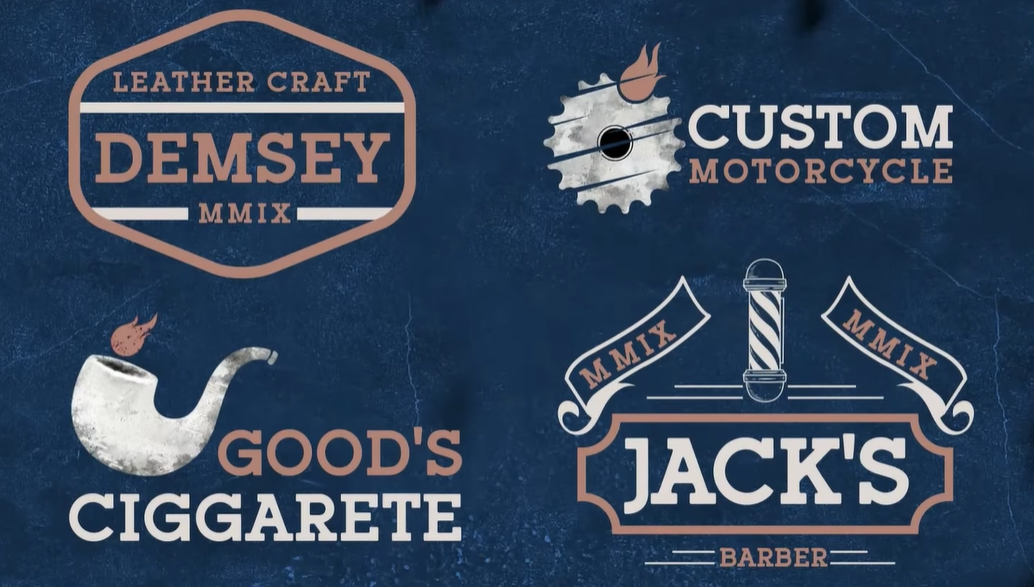 LEATHER CRAFT
DEMSEY
MMIX
CUSTOM
MOTORCYCLE
GOOD'S
CIGGARETE
MMIX
MMIX
JACK'S
BARBER